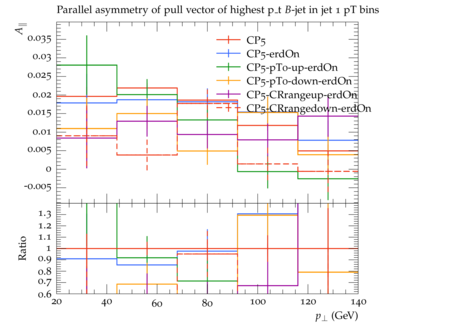 Parallel asymmetry of pull vector of highest p_t B-jet in jet 1 pT bins
A∥
0.035
0.03
0.025
0.02
0.015
0.01
0.005
0
-0.005
CP5
CP5-erdOn
CP5-pT0-up-erdOn
CP5-pT0-down-erdOn
CP5-CRrangeup-erdOn
CP5-CRrangedown-erdOn
Ratio
1.3
1.2
1.1
1
0.9
0.8
0.7
0.6
20 40 60 80 100 120 140
p⊥ (GeV)